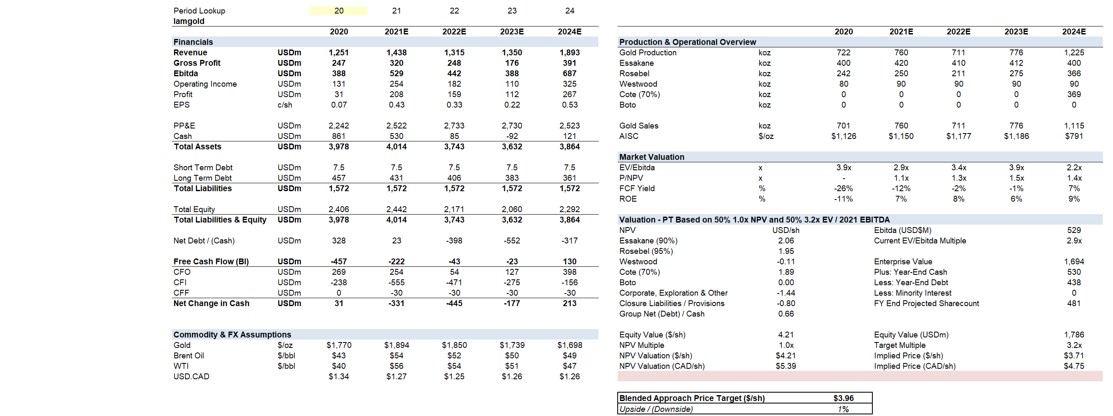 Period Lookup 20 21 22 23 24
Iamgold
2020 2021E 2022E 2023E 2024E
Financials
Revenue USDm 1,251 1,438 1,315 1,350 1,893
Gross Profit USDm 247 320 248 176 391
Ebitda USDm 388 529 442 388 687
Operating Income USDm 131 254 182 110 325
Profit USDm 31 208 159 112 267
EPS c/sh 0.07 0.43 0.33 0.22 0.53
PP&E USDm 2,242 2,522 2,733 2,730 2,523
Cash USDm 861 530 85 -92 121
Total Assets USDm 3,978 4,014 3,743 3,632 3,864
Short Term Debt USDm 7.5 7.5 7.5 7.5 7.5
Long Term Debt USDm 457 431 406 383 361
Total Liabilities USDm 1,572 1,572 1,572 1,572 1,572
Total Equity USDm 2,406 2,442 2,171 2,060 2,292
Total Liabilities & Equity USDm 3,978 4,014 3,743 3,632 3,864
Net Debt / (Cash) USDm 328 23 -398 -552 -317
Free Cash Flow (BI) USDm -457 -222 -43 -23 130
CFO USDm 269 254 54 127 398
CFI USDm -238 -555 -471 -275 -156
CFF USDm 0 -30 -30 -30 -30
Net Change in Cash USDm 31 -331 -445 -177 213
Commodity & FX Assumptions
Gold $/oz $1,770 $1,894 $1,850 $1,739 $1,698
Brent Oil $/bbl $43 $54 $52 $50 $49
WTI $/bbl $40 $56 $54 $51 $47
USD.CAD $1.34 $1.27 $1.25 $1.26 $1.26
2020 2021E 2022E 2023E 2024E
Production & Operational Overview
Gold Production koz 722 760 711 776 1,225
Essakane koz 400 420 410 412 400
Rosebel koz 242 250 211 275 366
Westwood koz 80 90 90 90 90
Cote (70%) koz 0 0 0 0 369
Boto koz 0 0 0 0 0
Gold Sales koz 701 760 711 776 1,115
AISC $/oz $1,126 $1,150 $1,177 $1,186 $791
Market Valuation
EV/Ebitda x 3.9x 2.9x 3.4x 3.9x 2.2x
P/NPV x - 1.1x 1.3x 1.5x 1.4x
FCF Yield % -26% -12% -2% -1% 7%
ROE % -11% 7% 8% 6% 9%
Valuation - PT Based on 50% 1.0x NPV and 50% 3.2x EV / 2021 EBITDA
NPV USD/sh Ebitda (USD$M) 529
Essakane (90%) 2.06 Current EV/Ebitda Multiple 2.9x
Rosebel (95%) 1.95
Westwood -0.11 Enterprise Value 1,694
Cote (70%) 1.89 Plus: Year-End Cash 530
Boto 0.00 Less: Year-End Debt 438
Corporate, Exploration & Other -1.44 Less: Minority Interest 0
Closure Liabilities / Provisions -0.80 FY End Projected Sharecount 481
Group Net (Debt) / Cash 0.66
Equity Value ($/sh) 4.21 Equity Value (USDm) 1,786
NPV Multiple 1.0x Target Multiple 3.2x
NPV Valuation ($/sh) $4.21 Implied Price ($/sh) $3.71
NPV Valuation (CAD/sh) $5.39 Implied Price (CAD/sh) $4.75
Blended Approach Price Target ($/sh) $3.96
Upside / (Downside) 1%